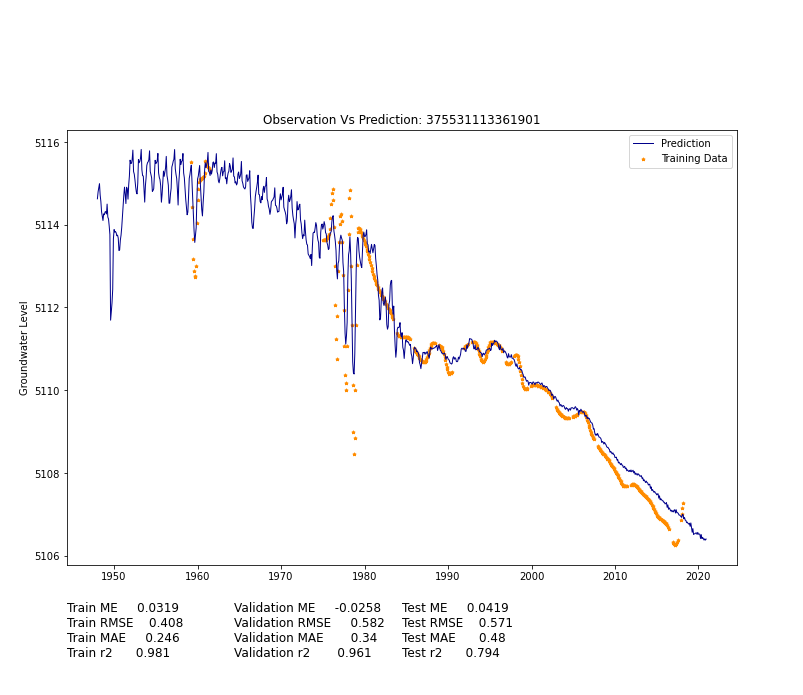 Observation Vs Prediction: 375531113361901
Prediction
Training Data
Groundwater Level
5116
5114
5112
5110
5108
5106
1950 1960 1970 1980 1990 2000 2010 2020
Train ME 0.0319 Validation ME -0.0258 Test ME 0.0419
Train RMSE 0.408 Validation RMSE 0.582 Test RMSE 0.571
Train MAE 0.246 Validation MAE 0.34 Test MAE 0.48
Train r2 0.981 Validation r2 0.961 Test r2 0.794